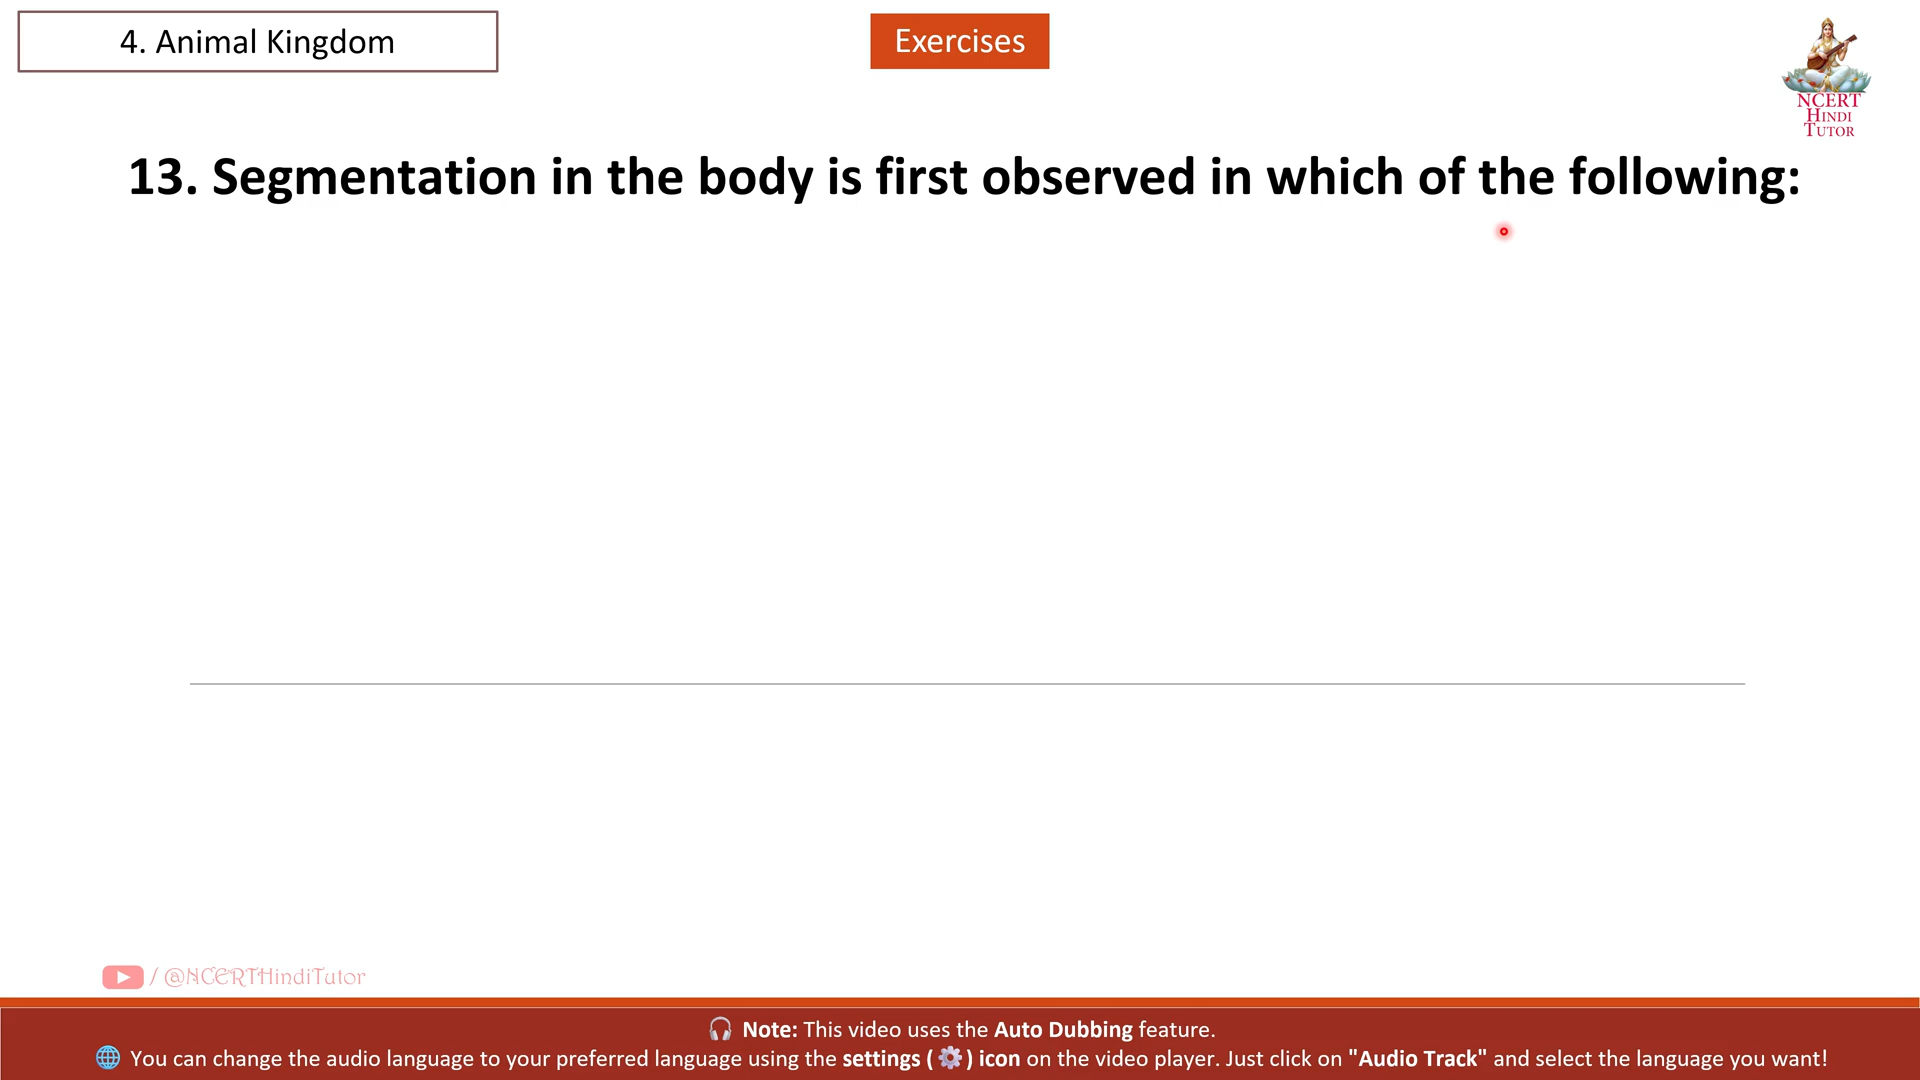 4. Animal Kingdom
Exercises
NCERT
HINDI
TUTOR
13. Segmentation in the body is first observed in which of the following:
/ @NCERTHindiTutor
Note: This video uses the Auto Dubbing feature.
You can change the audio language to your preferred language using the settings ( ⚙️ ) icon on the video player. Just click on "Audio Track" and select the language you want!